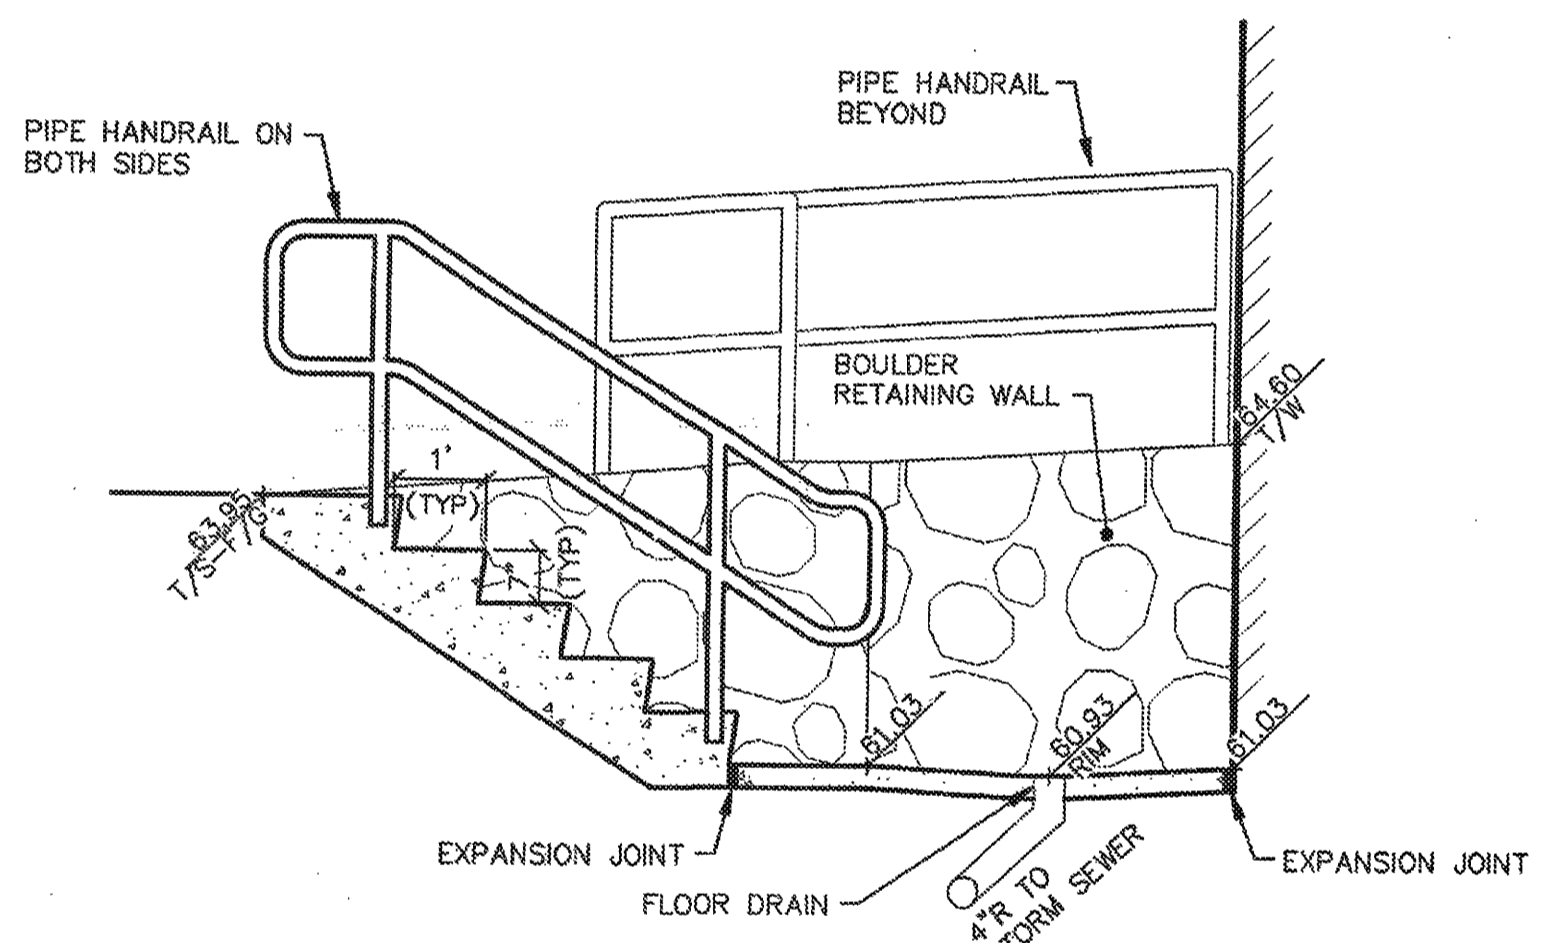 PIPE HANDRAIL
BEYOND
PIPE HANDRAIL ON
BOTH SIDES
BOULDER
RETAINING WALL
64.60
T/W
1'
(TYP)
7"
(TYP)
63.95
T/S-F/G
61.03
60.93
RIM
61.03
EXPANSION JOINT
FLOOR DRAIN
4"R TO
TORM SEWER
EXPANSION JOINT